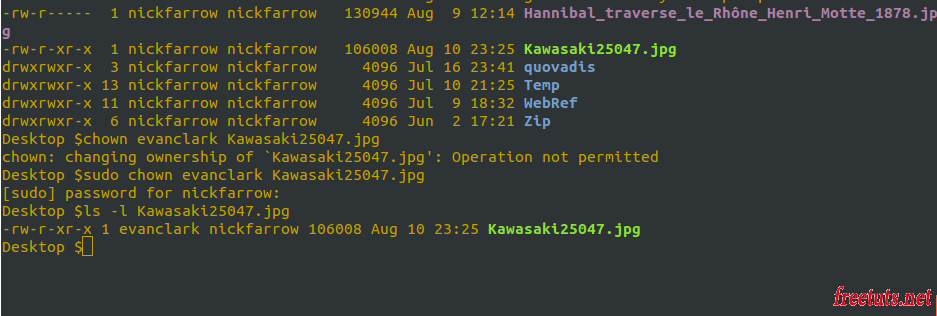 -rw-r----- 1 nickfarrow nickfarrow 130944 Aug 9 12:14 Hannibal_traverse_le_Rhône_Henri_Motte_1878.jp
g
-rw-r-xr-x 1 nickfarrow nickfarrow 106008 Aug 10 23:25 Kawasaki25047.jpg
drwxrwxr-x 3 nickfarrow nickfarrow 4096 Jul 16 23:41 quovadis
drwxrwxr-x 13 nickfarrow nickfarrow 4096 Jul 10 21:25 Temp
drwxrwxr-x 11 nickfarrow nickfarrow 4096 Jul 9 18:32 WebRef
drwxrwxr-x 6 nickfarrow nickfarrow 4096 Jun 2 17:21 Zip
Desktop $chown evanclark Kawasaki25047.jpg
chown: changing ownership of `Kawasaki25047.jpg': Operation not permitted
Desktop $sudo chown evanclark Kawasaki25047.jpg
[sudo] password for nickfarrow:
Desktop $ls -l Kawasaki25047.jpg
-rw-r-xr-x 1 evanclark nickfarrow 106008 Aug 10 23:25 Kawasaki25047.jpg
Desktop $
freetuts.net